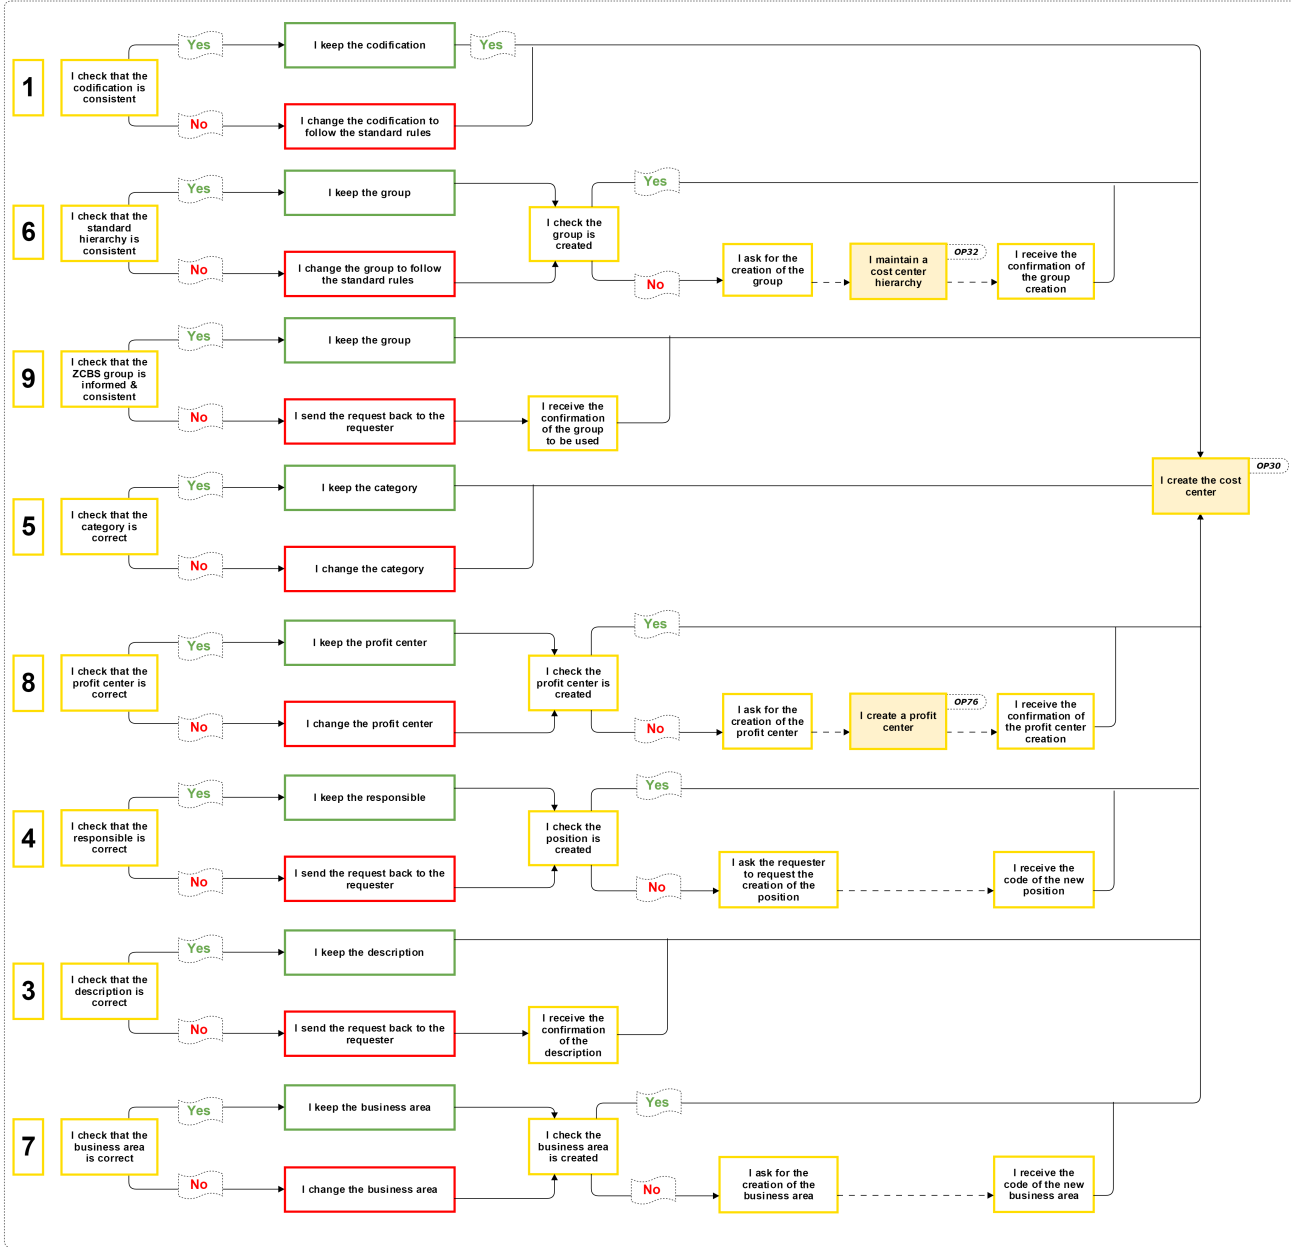 Yes
I keep the codification
Yes
1
I check that the
codification is
consistent
No
I change the codification to
follow the standard rules
Yes
I keep the group
Yes
6
I check that the
standard
hierarchy is
consistent
I check the
group is
created
No
I change the group to follow
the standard rules
No
I ask for the
creation of the
group
I maintain a
cost center
hierarchy
OP32
I receive the
confirmation of
the group
creation
Yes
I keep the group
9
I check that the
ZCBS group is
informed &
consistent
No
I send the request back to the
requester
I receive the
confirmation
of the group
to be used
Yes
I keep the category
I create the cost
center
OP30
5
I check that the
category is
correct
No
I change the category
Yes
I keep the profit center
Yes
8
I check that the
profit center is
correct
I check the
profit center is
created
No
I change the profit center
No
I ask for the
creation of the
profit center
I create a profit
center
OP76
I receive the
confirmation of
the profit center
creation
Yes
I keep the responsible
Yes
4
I check that the
responsible is
correct
I check the
position is
created
No
I send the request back to the
requester
No
I ask the requester
to request the
creation of the
position
I receive the
code of the new
position
Yes
I keep the description
3
I check that the
description is
correct
No
I send the request back to the
requester
I receive the
confirmation
of the
description
Yes
I keep the business area
Yes
7
I check that the
business area
is correct
I check the
business area
is created
No
I change the business area
No
I ask for the
creation of the
business area
I receive the
code of the new
business area